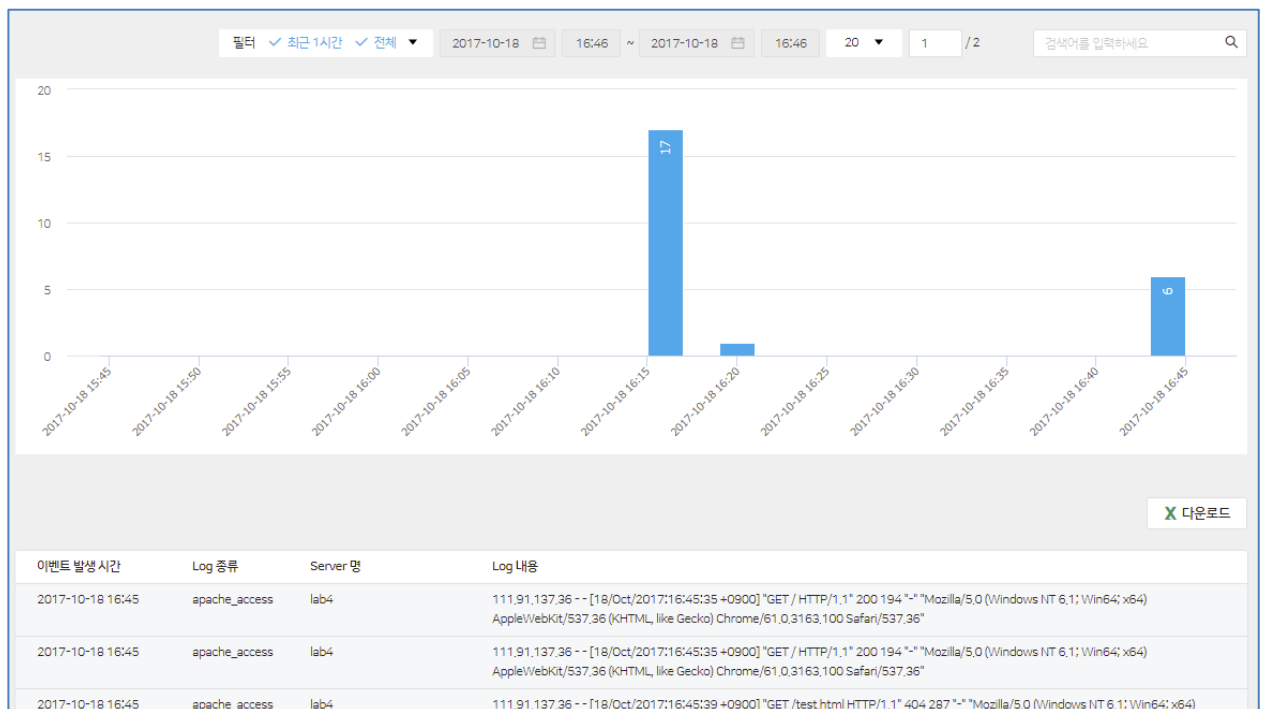 필터 최근 1시간 전체 2017-10-18 16:46 ~ 2017-10-18 16:46 20 1 / 2 검색어를 입력하세요
20
15
10
5
0
17
6
2017-10-18 15:45
2017-10-18 15:50
2017-10-18 15:55
2017-10-18 16:00
2017-10-18 16:05
2017-10-18 16:10
2017-10-18 16:15
2017-10-18 16:20
2017-10-18 16:25
2017-10-18 16:30
2017-10-18 16:35
2017-10-18 16:40
2017-10-18 16:45
X 다운로드
이벤트 발생 시간 Log 종류 Server 명 Log 내용
2017-10-18 16:45 apache_access lab4 111.91.137.36 - - [18/Oct/2017:16:45:35 +0900] "GET / HTTP/1.1" 200 194 "-" "Mozilla/5.0 (Windows NT 6.1; Win64; x64)
AppleWebKit/537.36 (KHTML, like Gecko) Chrome/61.0.3163.100 Safari/537.36"
2017-10-18 16:45 apache_access lab4 111.91.137.36 - - [18/Oct/2017:16:45:35 +0900] "GET / HTTP/1.1" 200 194 "-" "Mozilla/5.0 (Windows NT 6.1; Win64; x64)
AppleWebKit/537.36 (KHTML, like Gecko) Chrome/61.0.3163.100 Safari/537.36"
2017-10-18 16:45 apache_access lab4 111.91.137.36 - - [18/Oct/2017:16:45:39 +0900] "GET /test.html HTTP/1.1" 404 287 "-" "Mozilla/5.0 (Windows NT 6.1; Win64; x64)